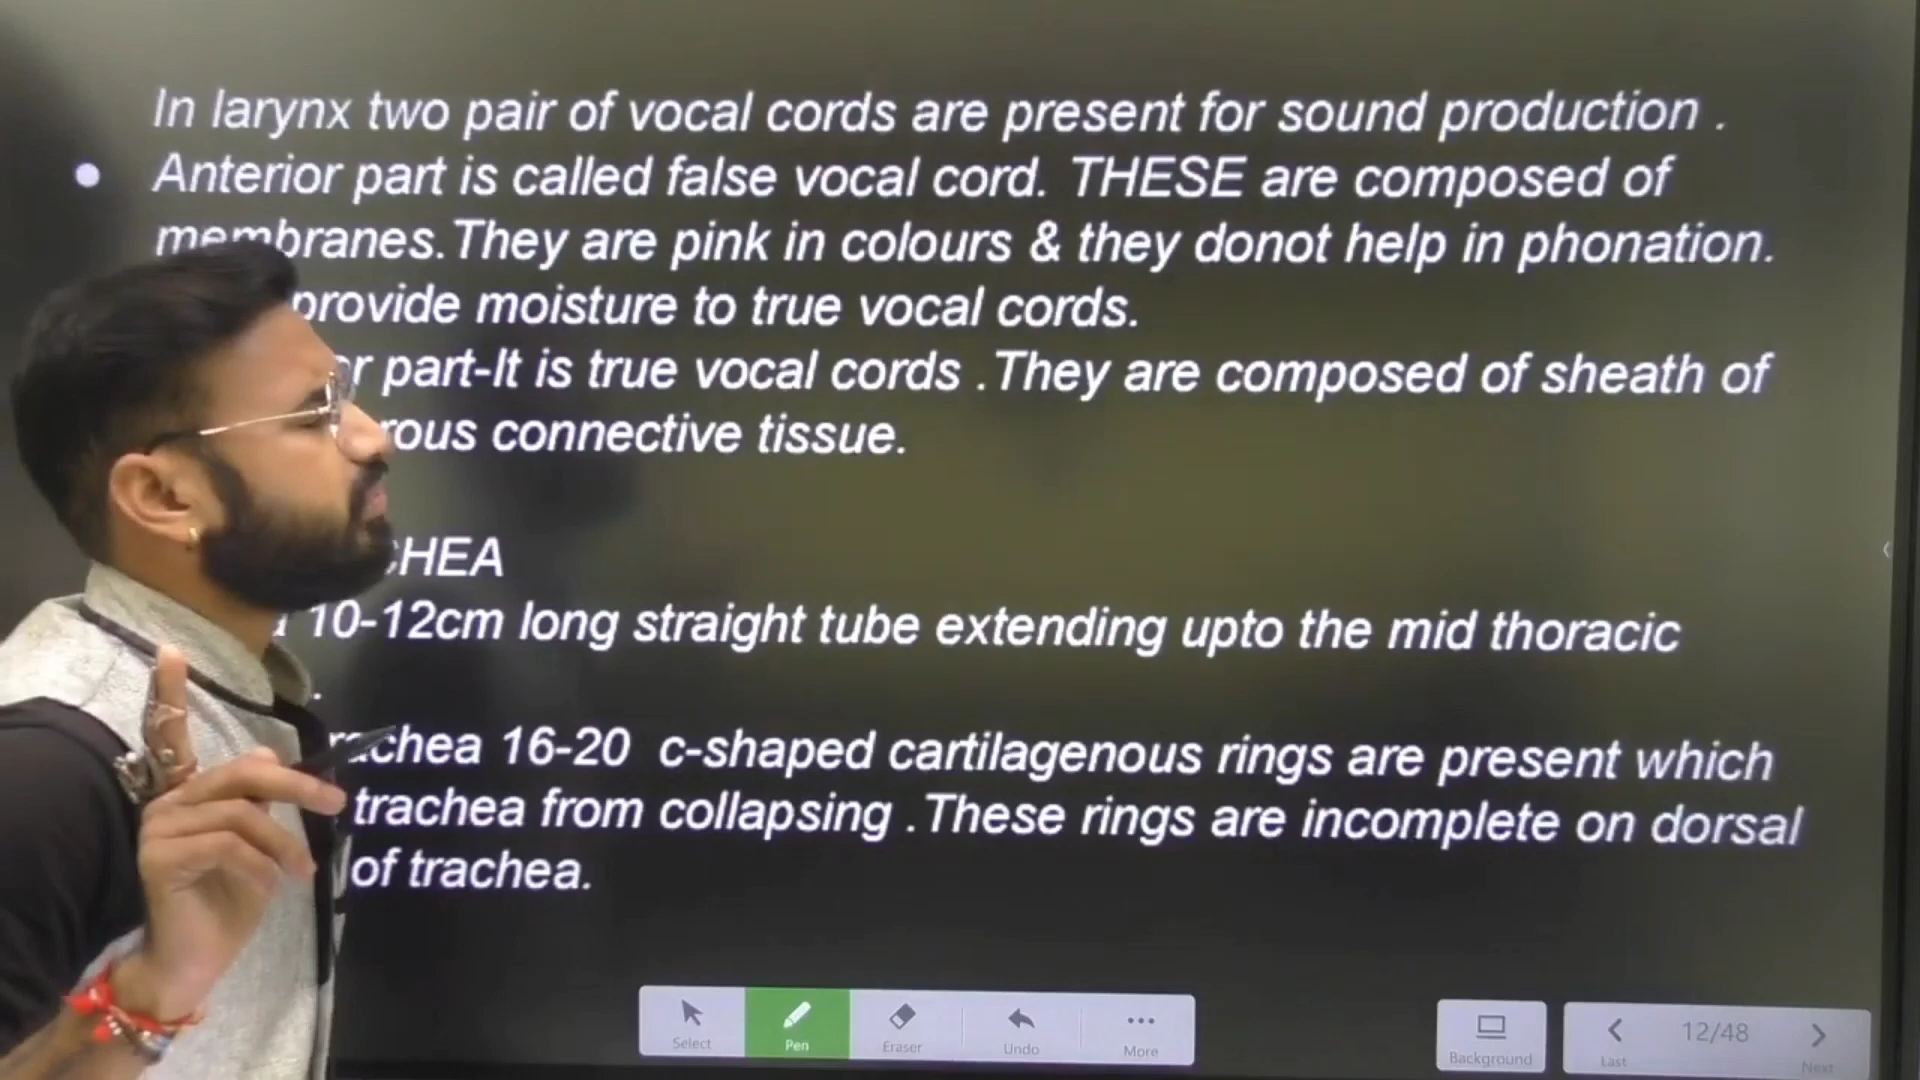 In larynx two pair of vocal cords are present for sound production .
Anterior part is called false vocal cord. THESE are composed of
membranes.They are pink in colours & they donot help in phonation.
provide moisture to true vocal cords.
part-It is true vocal cords .They are composed of sheath of
connective tissue.
10-12cm long straight tube extending upto the mid thoracic
.
16-20 c-shaped cartilagenous rings are present which
trachea from collapsing .These rings are incomplete on dorsal
of trachea.
Select
Pen
Eraser
Undo
More
Background
Last
12/48
Next